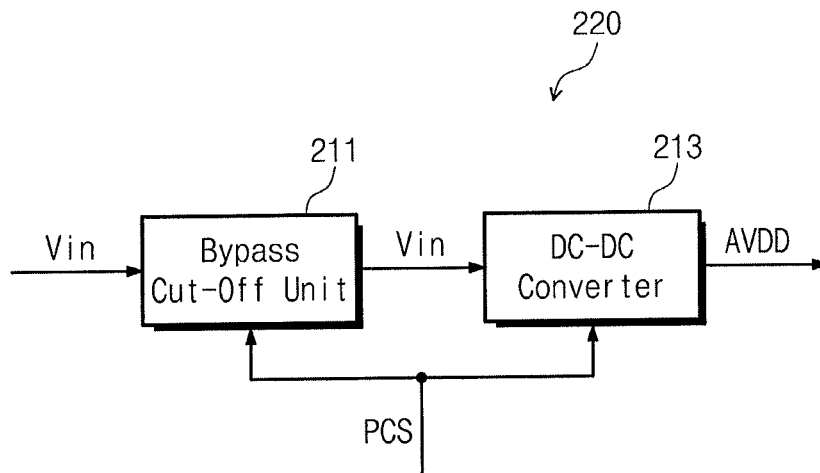 220
211
213
Vin
Bypass
Cut-Off Unit
Vin
DC-DC
Converter
AVDD
PCS